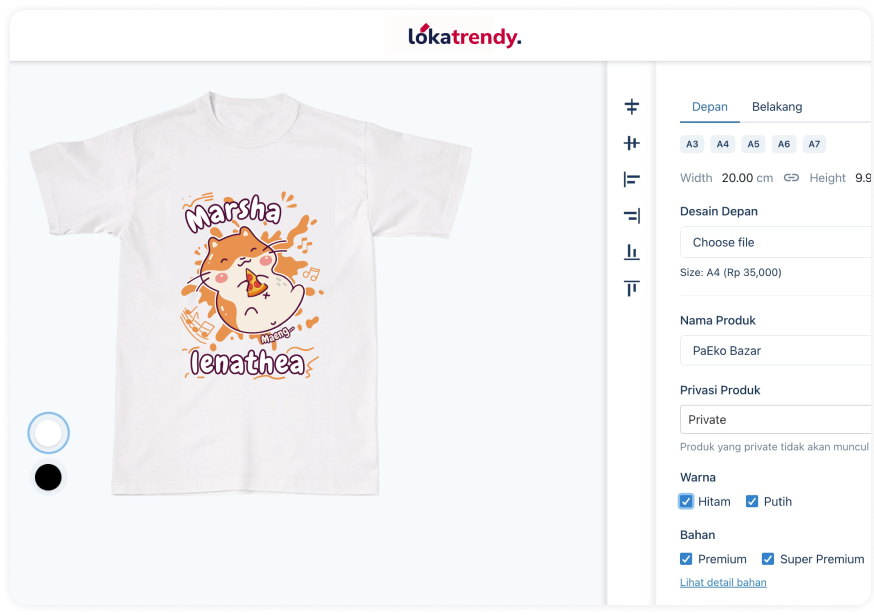 lokatrendy.
Marsha
Maeng~
lenathea
Depan Belakang
A3 A4 A5 A6 A7
Width 20.00 cm Height 9.9
Desain Depan
Choose file
Size: A4 (Rp 35,000)
Nama Produk
PaEko Bazar
Privasi Produk
Private
Produk yang private tidak akan muncul
Warna
Hitam Putih
Bahan
Premium Super Premium
Lihat detail bahan